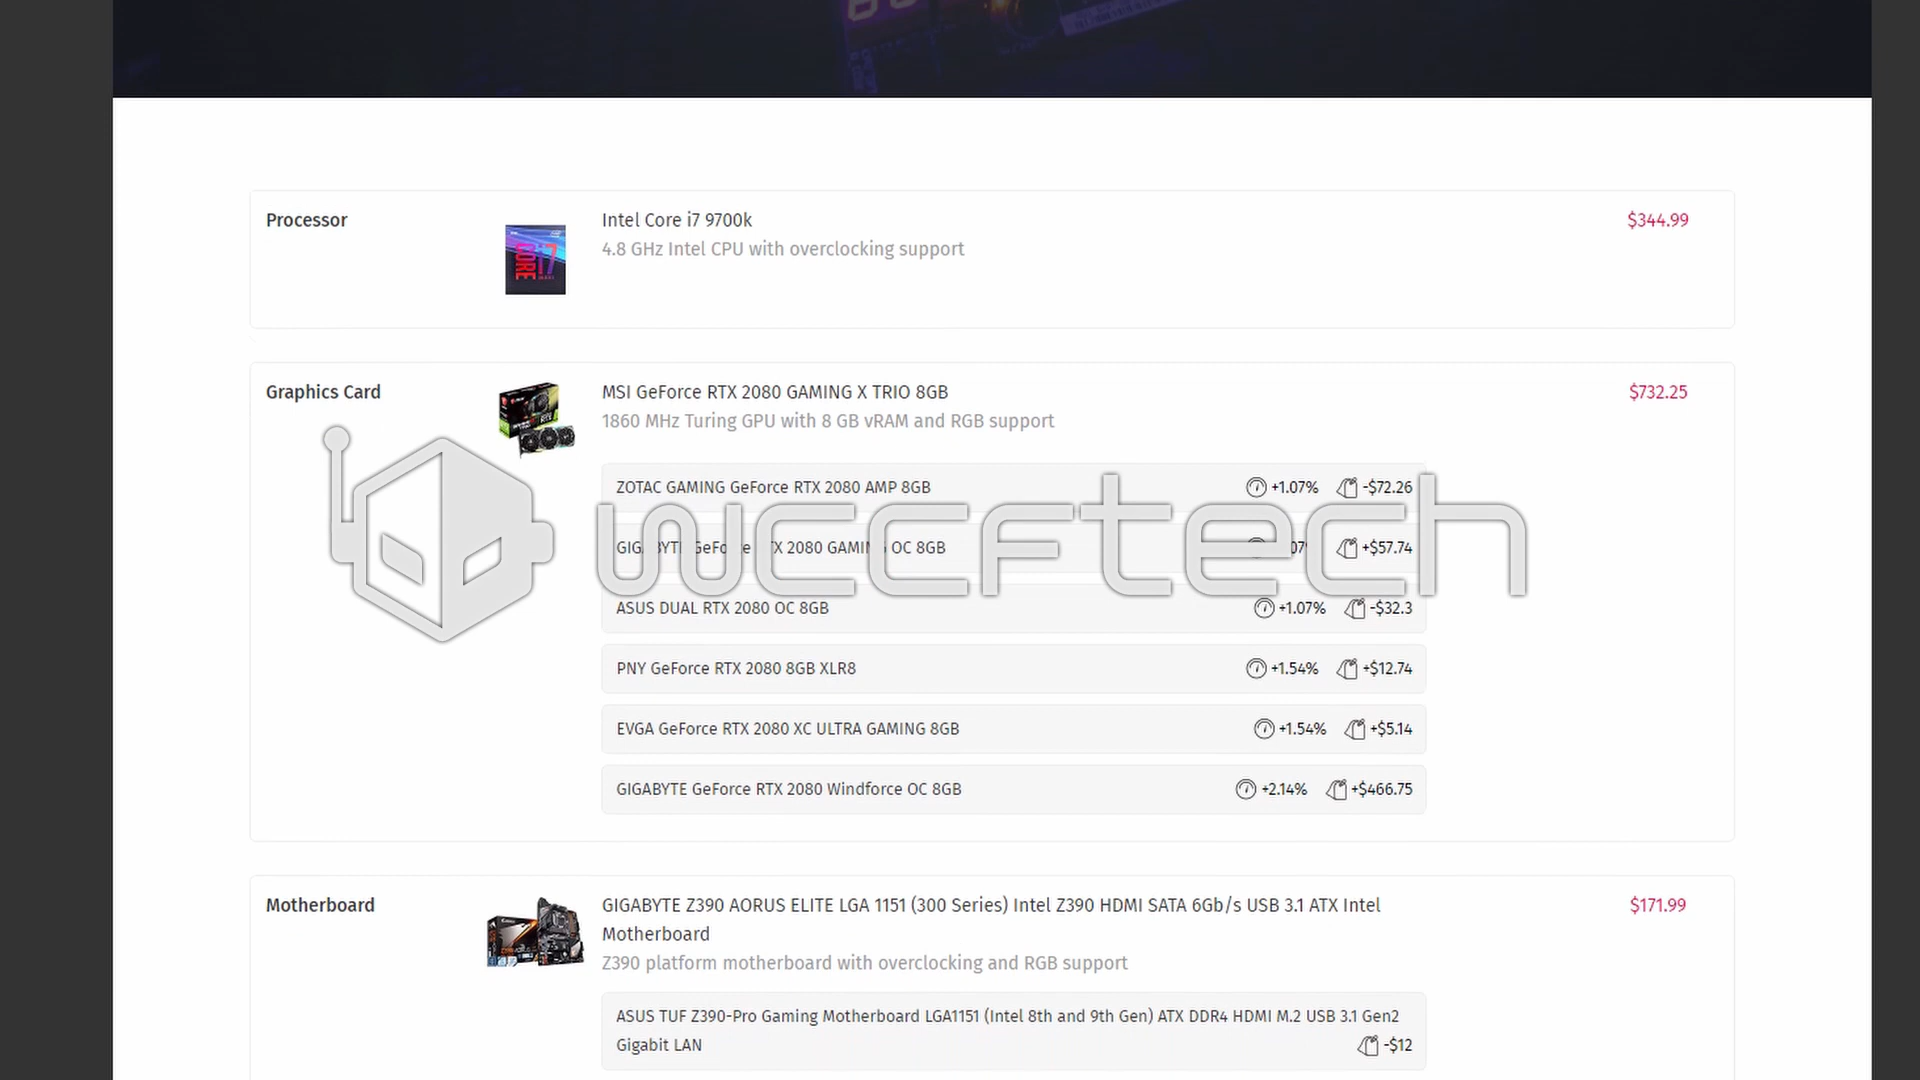 Processor
Intel Core i7 9700k
$344.99
4.8 GHz Intel CPU with overclocking support
CORE i7
Graphics Card
MSI GeForce RTX 2080 GAMING X TRIO 8GB
$732.25
1860 MHz Turing GPU with 8 GB vRAM and RGB support
ZOTAC GAMING GeForce RTX 2080 AMP 8GB +1.07% -$72.26
wccftech
2080 OC 8GB +$57.74
ASUS DUAL RTX 2080 OC 8GB +1.07% -$32.3
PNY GeForce RTX 2080 8GB XLR8 +1.54% +$12.74
EVGA GeForce RTX 2080 XC ULTRA GAMING 8GB +1.54% +$5.14
GIGABYTE GeForce RTX 2080 Windforce OC 8GB +2.14% +$466.75
Motherboard
GIGABYTE Z390 AORUS ELITE LGA 1151 (300 Series) Intel Z390 HDMI SATA 6Gb/s USB 3.1 ATX Intel
$171.99
Motherboard
Z390 platform motherboard with overclocking and RGB support
ASUS TUF Z390-Pro Gaming Motherboard LGA1151 (Intel 8th and 9th Gen) ATX DDR4 HDMI M.2 USB 3.1 Gen2
Gigabit LAN -$12